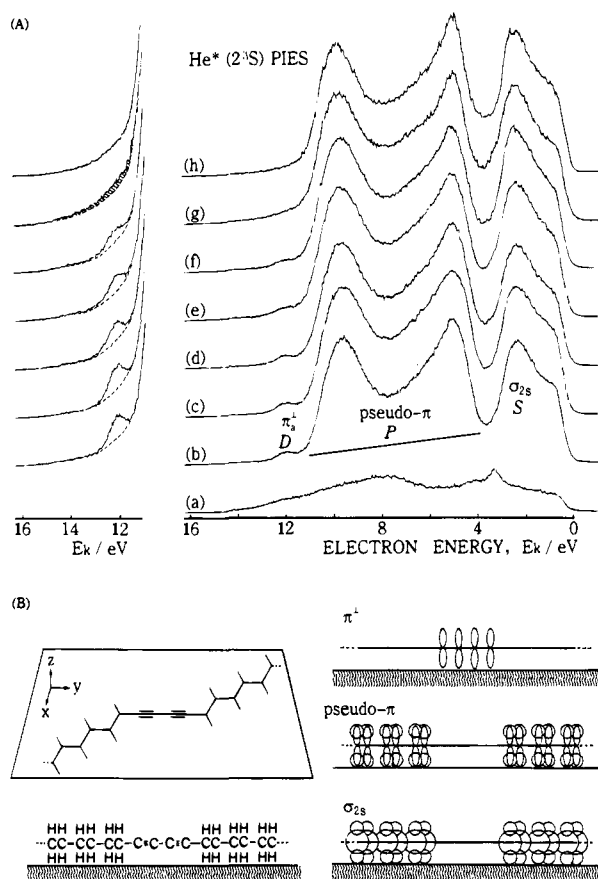 (A)
He* (2³S) PIES
(h)
(g)
(f)
(e)
(d)
(c)
(b)
(a)
π_a^⊥
D
pseudo-π
P
σ2s
S
16 14 12
Ek / eV
16 12 8 4 0
ELECTRON ENERGY, Ek / eV
(B)
z
y
x
HH HH HH HH HH HH
CC-CC-CC-C≡C-C≡C-CC-CC-CC
HH HH HH HH HH HH
π^⊥
pseudo-π
σ2s